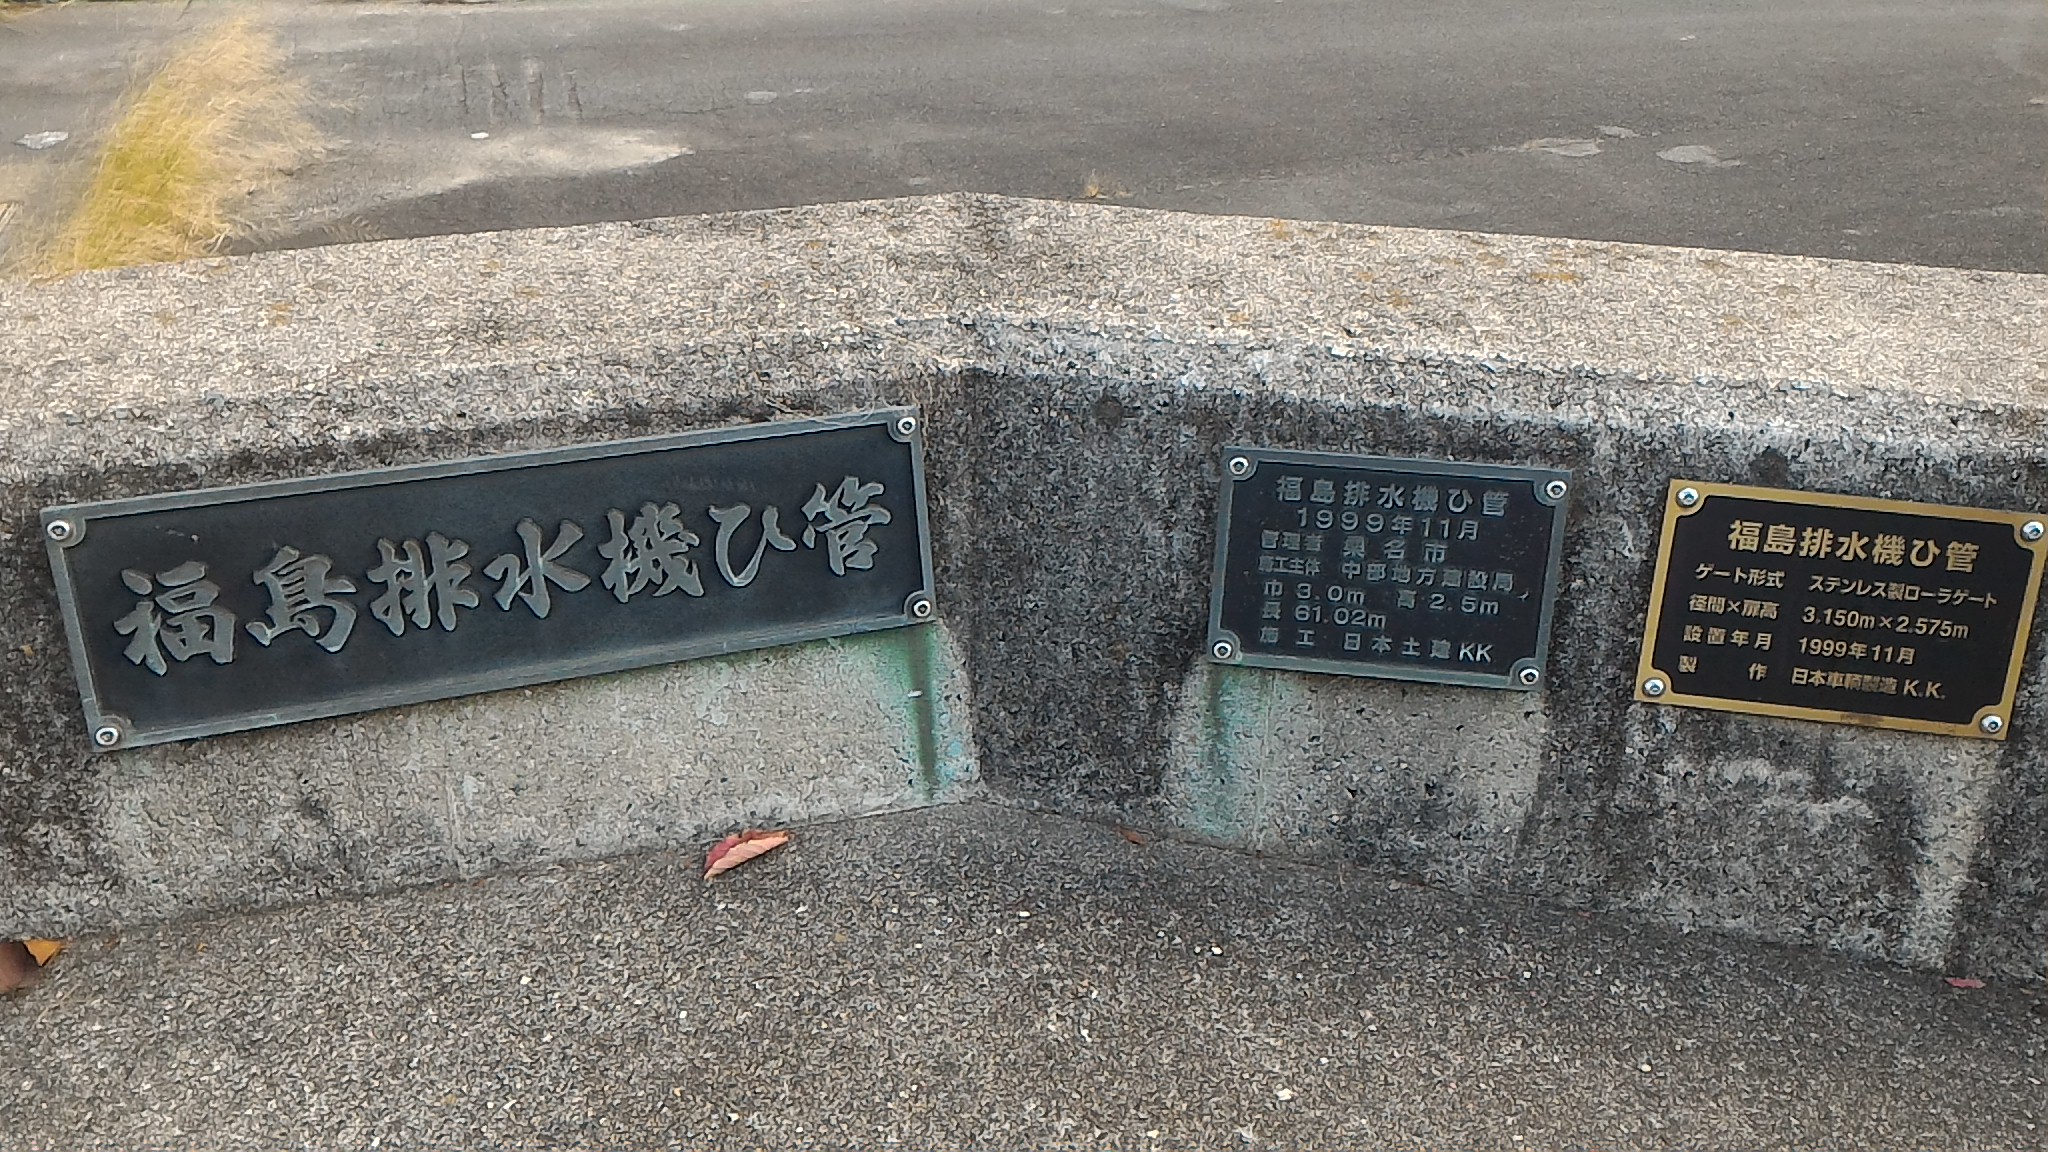 福島排水機ひ管
福島排水機ひ管
1999年11月
管理者 桑名市
施工主体 中部地方建設局
巾 3.0m 高 2.5m
長 61.02m
施工 日本土建KK
福島排水機ひ管
ゲート形式 ステンレス製ローラゲート
径間×扉高 3.150m×2.575m
設置年月 1999年11月
製作 日本車輌製造 K.K.